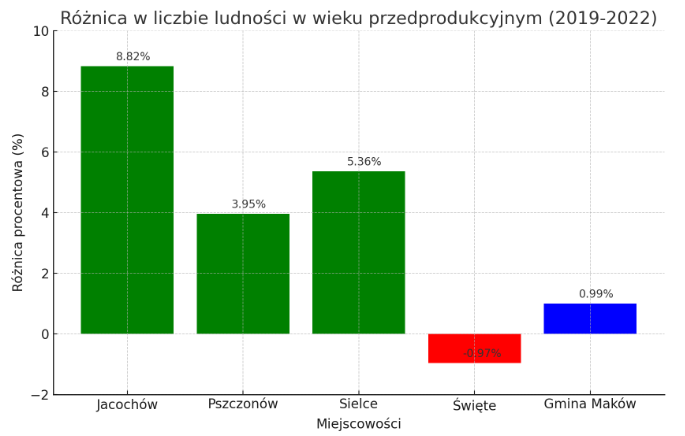 Różnica w liczbie ludności w wieku przedprodukcyjnym (2019-2022)
10
8
6
4
2
0
−2
Różnica procentowa (%)
8.82%
3.95%
5.36%
-0.97%
0.99%
Jacochów
Pszczonów
Sielce
Święte
Gmina Maków
Miejscowości